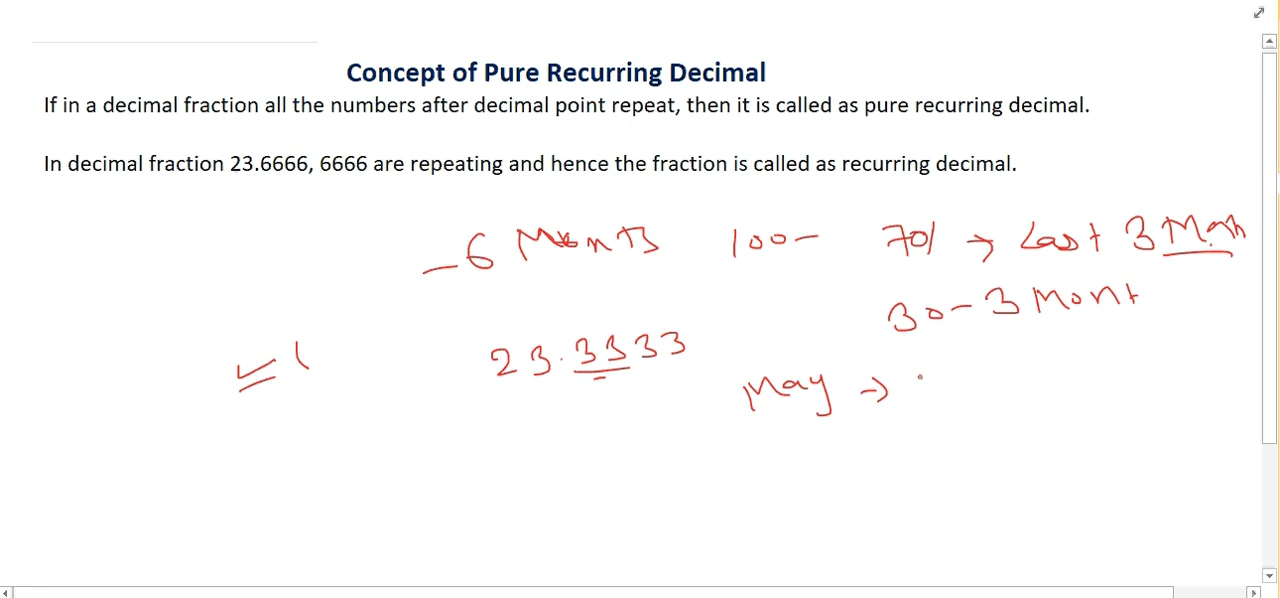 Concept of Pure Recurring Decimal
If in a decimal fraction all the numbers after decimal point repeat, then it is called as pure recurring decimal.
In decimal fraction 23.6666, 6666 are repeating and hence the fraction is called as recurring decimal.
6 Months 100- 70% → Last 3 Month
30-3 Mont
23.3333
May →